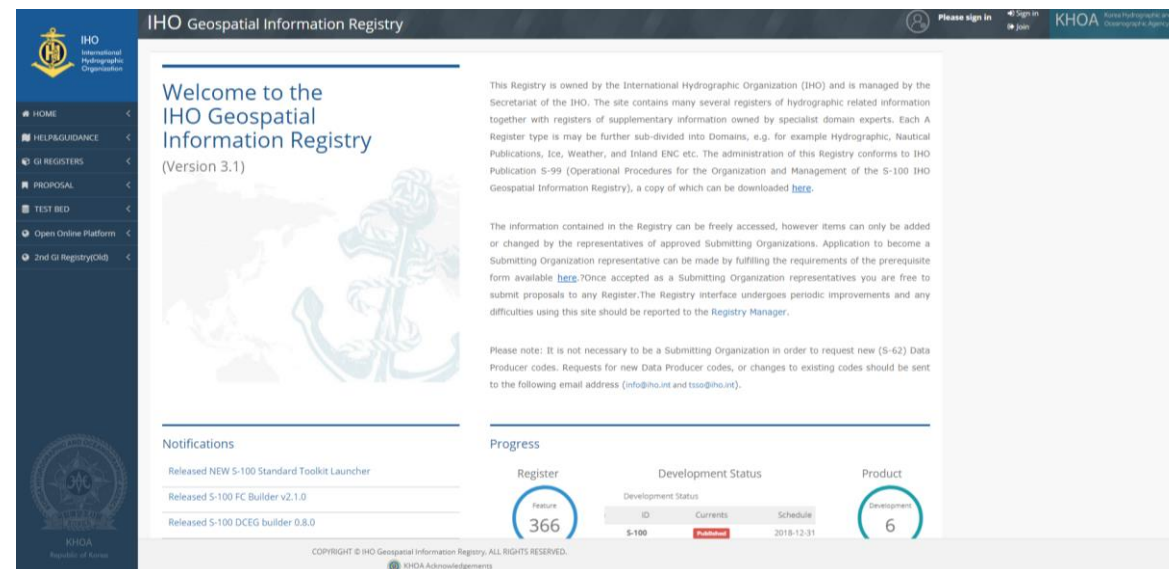 IHO
International
Hydrographic
Organization
IHO Geospatial Information Registry
Please sign in
Sign in
Join
KHOA Korea Hydrographic and
Oceanographic Agency
HOME
HELP&GUIDANCE
GI REGISTERS
PROPOSAL
TEST BED
Open Online Platform
2nd GI Registry(Old)
KHOA
Republic of Korea
Welcome to the
IHO Geospatial
Information Registry
(Version 3.1)
This Registry is owned by the International Hydrographic Organization (IHO) and is managed by the
Secretariat of the IHO. The site contains many several registers of hydrographic related information
together with registers of supplementary information owned by specialist domain experts. Each A
Register type is may be further sub-divided into Domains, e.g. for example Hydrographic, Nautical
Publications, Ice, Weather, and Inland ENC etc. The administration of this Registry conforms to IHO
Publication S-99 (Operational Procedures for the Organization and Management of the S-100 IHO
Geospatial Information Registry), a copy of which can be downloaded here.
The information contained in the Registry can be freely accessed, however items can only be added
or changed by the representatives of approved Submitting Organizations. Application to become a
Submitting Organization representative can be made by fulfilling the requirements of the prerequisite
form available here.?Once accepted as a Submitting Organization representatives you are free to
submit proposals to any Register.The Registry interface undergoes periodic improvements and any
difficulties using this site should be reported to the Registry Manager.
Please note: It is not necessary to be a Submitting Organization in order to request new (S-62) Data
Producer codes. Requests for new Data Producer codes, or changes to existing codes should be sent
to the following email address (info@iho.int and tsso@iho.int).
Notifications
Released NEW S-100 Standard Toolkit Launcher
Released S-100 FC Builder v2.1.0
Released S-100 DCEG builder 0.8.0
Progress
Register
Feature
366
Development Status
Development Status
ID Currents Schedule
S-100 Published 2018-12-31
Product
Development
6
COPYRIGHT © IHO Geospatial Information Registry. ALL RIGHTS RESERVED.
KHOA Acknowledgements